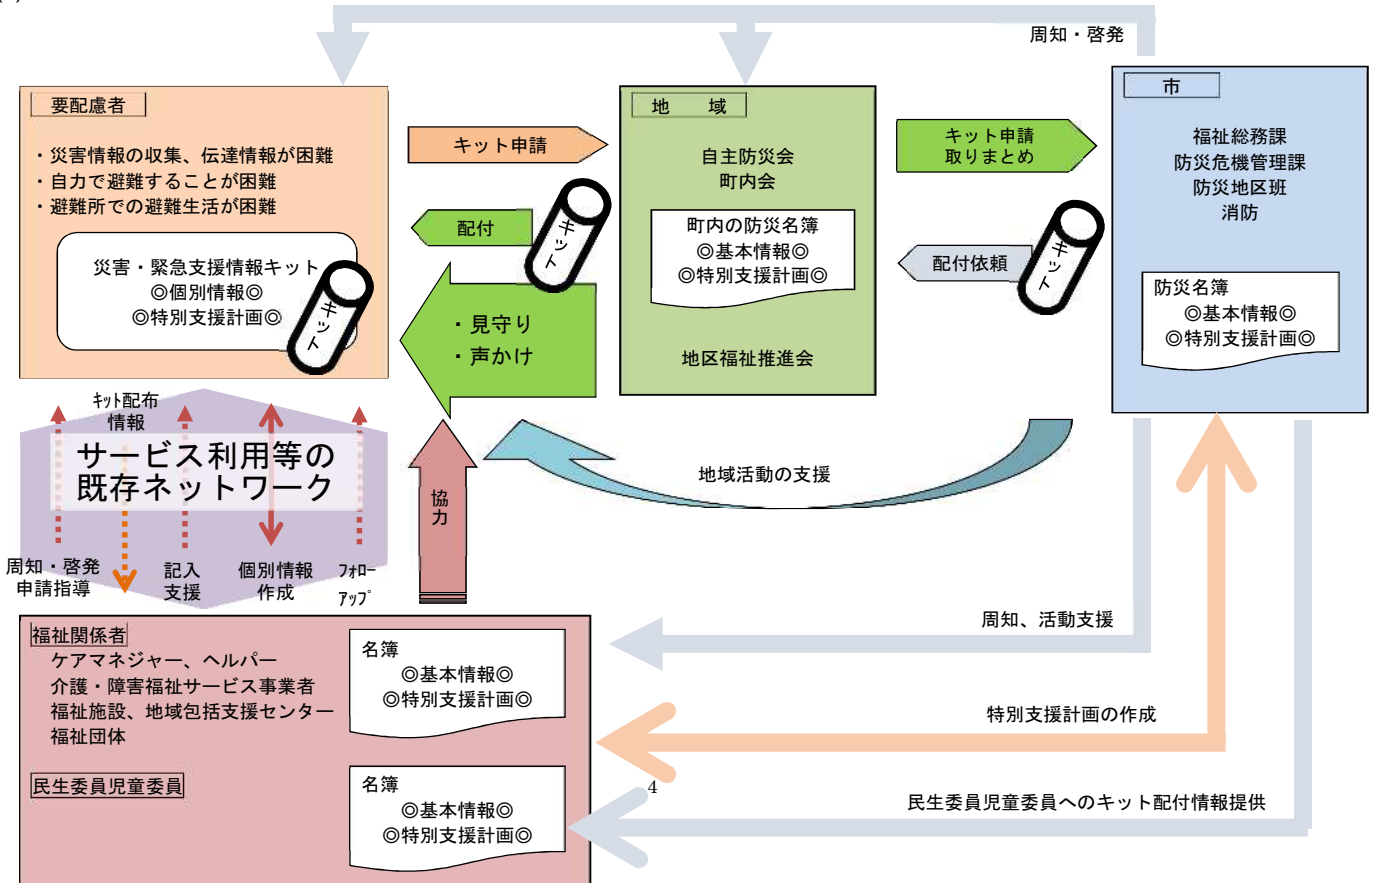 周知・啓発
要配慮者
・災害情報の収集、伝達情報が困難
・自力で避難することが困難
・避難所での避難生活が困難
災害・緊急支援情報キット
◎個別情報◎
◎特別支援計画◎
キット
キット申請
配付
キット
・見守り
・声かけ
地　域
自主防災会
町内会
町内の防災名簿
◎基本情報◎
◎特別支援計画◎
地区福祉推進会
キット申請
取りまとめ
配付依頼
キット
市
福祉総務課
防災危機管理課
防災地区班
消防
防災名簿
◎基本情報◎
◎特別支援計画◎
ｷｯﾄ配布
情報
サービス利用等の
既存ネットワーク
周知・啓発
申請指導
記入
支援
個別情報
作成
ﾌｫﾛｰ
ｱｯﾌﾟ
協力
地域活動の支援
福祉関係者
ケアマネジャー、ヘルパー
介護・障害福祉サービス事業者
福祉施設、地域包括支援センター
福祉団体
名簿
◎基本情報◎
◎特別支援計画◎
民生委員児童委員
名簿
◎基本情報◎
◎特別支援計画◎
周知、活動支援
特別支援計画の作成
4
民生委員児童委員へのキット配付情報提供